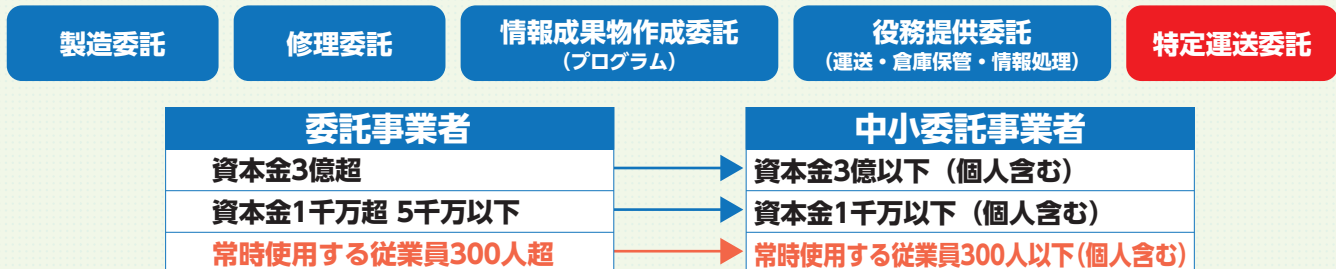 製造委託
修理委託
情報成果物作成委託
(プログラム)
役務提供委託
(運送・倉庫保管・情報処理)
特定運送委託
委託事業者
中小委託事業者
資本金3億超
資本金3億以下（個人含む）
資本金1千万超 5千万以下
資本金1千万以下（個人含む）
常時使用する従業員300人超
常時使用する従業員300人以下(個人含む)